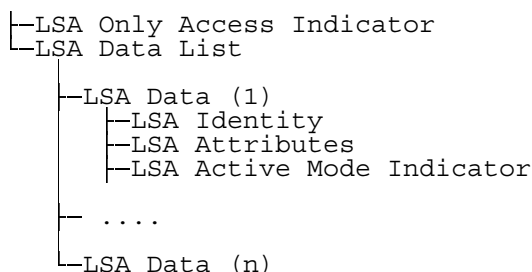 LSA Only Access Indicator
LSA Data List
LSA Data (1)
LSA Identity
LSA Attributes
LSA Active Mode Indicator
....
LSA Data (n)